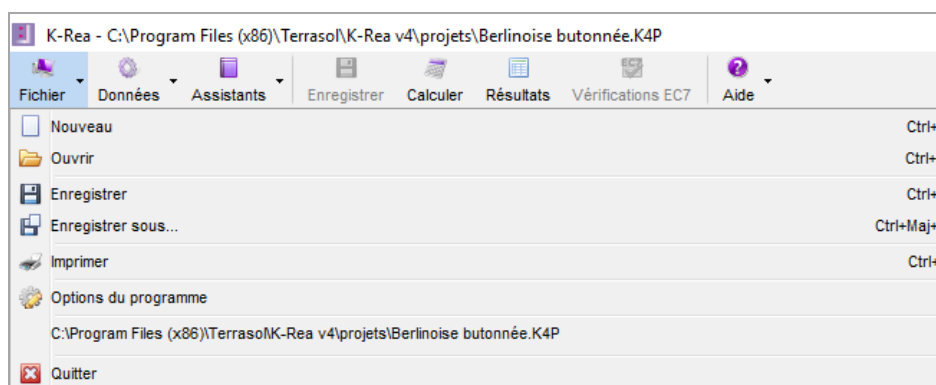 K-Rea - C:\Program Files (x86)\Terrasol\K-Rea v4\projets\Berlinoise butonnée.K4P
Fichier Données Assistants Enregistrer Calculer Résultats Vérifications EC7 Aide
Nouveau Ctrl+
Ouvrir Ctrl+
Enregistrer Ctrl+
Enregistrer sous... Ctrl+Maj+
Imprimer Ctrl+
Options du programme
C:\Program Files (x86)\Terrasol\K-Rea v4\projets\Berlinoise butonnée.K4P
Quitter